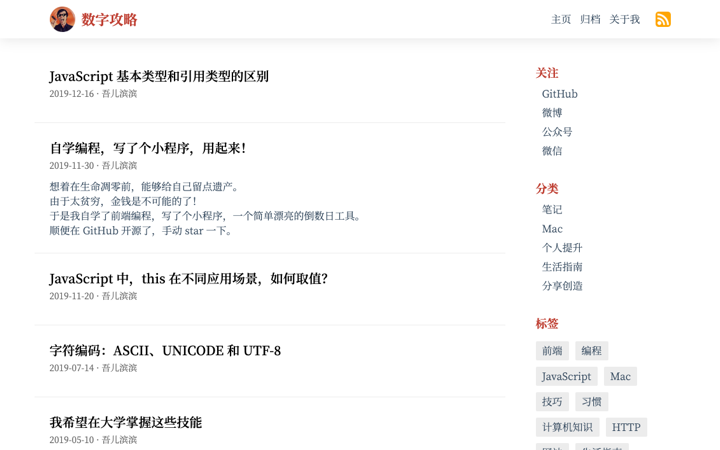 数字攻略
主页 归档 关于我
JavaScript 基本类型和引用类型的区别
2019-12-16 · 吾儿滨滨
自学编程，写了个小程序，用起来！
2019-11-30 · 吾儿滨滨
想着在生命凋零前，能够给自己留点遗产。
由于太贫穷，金钱是不可能的了！
于是我自学了前端编程，写了个小程序，一个简单漂亮的倒数日工具。
顺便在 GitHub 开源了，手动 star 一下。
JavaScript 中，this 在不同应用场景，如何取值？
2019-11-20 · 吾儿滨滨
字符编码：ASCII、UNICODE 和 UTF-8
2019-07-14 · 吾儿滨滨
我希望在大学掌握这些技能
2019-05-10 · 吾儿滨滨
关注
GitHub
微博
公众号
微信
分类
笔记
Mac
个人提升
生活指南
分享创造
标签
前端 编程
JavaScript Mac
技巧 习惯
计算机知识 HTTP